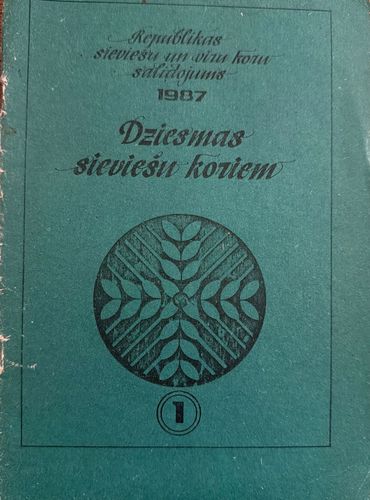 Republikas
sieviešu un vīru koru
salidojums
1987
Dziesmas
sieviešu koriem
1